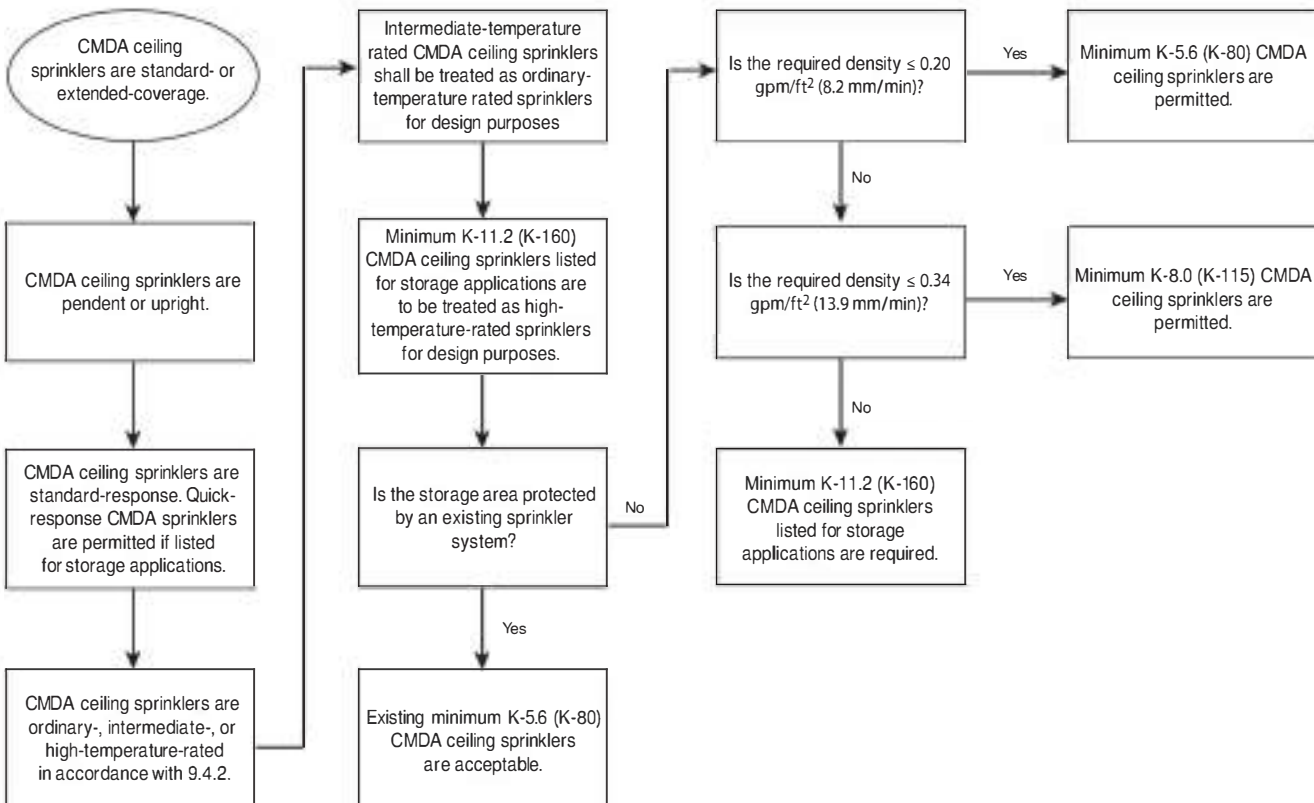 CMDA ceiling
sprinklers are standard- or
extended-coverage.
CMDA ceiling sprinklers are
pendent or upright.
CMDA ceiling sprinklers are
standard-response. Quick-
response CMDA sprinklers
are permitted if listed
for storage applications.
CMDA ceiling sprinklers are
ordinary-, intermediate-, or
high-temperature-rated
in accordance with 9.4.2.
Intermediate-temperature
rated CMDA ceiling sprinklers
shall be treated as ordinary-
temperature rated sprinklers
for design purposes
Minimum K-11.2 (K-160)
CMDA ceiling sprinklers listed
for storage applications are
to be treated as high-
temperature-rated sprinklers
for design purposes.
Is the storage area protected
by an existing sprinkler
system?
No
Yes
Existing minimum K-5.6 (K-80)
CMDA ceiling sprinklers
are acceptable.
Is the required density ≤ 0.20
gpm/ft² (8.2 mm/min)?
Yes
Minimum K-5.6 (K-80) CMDA
ceiling sprinklers are
permitted.
No
Is the required density ≤ 0.34
gpm/ft² (13.9 mm/min)?
Yes
Minimum K-8.0 (K-115) CMDA
ceiling sprinklers are
permitted.
No
Minimum K-11.2 (K-160)
CMDA ceiling sprinklers
listed for storage
applications are required.